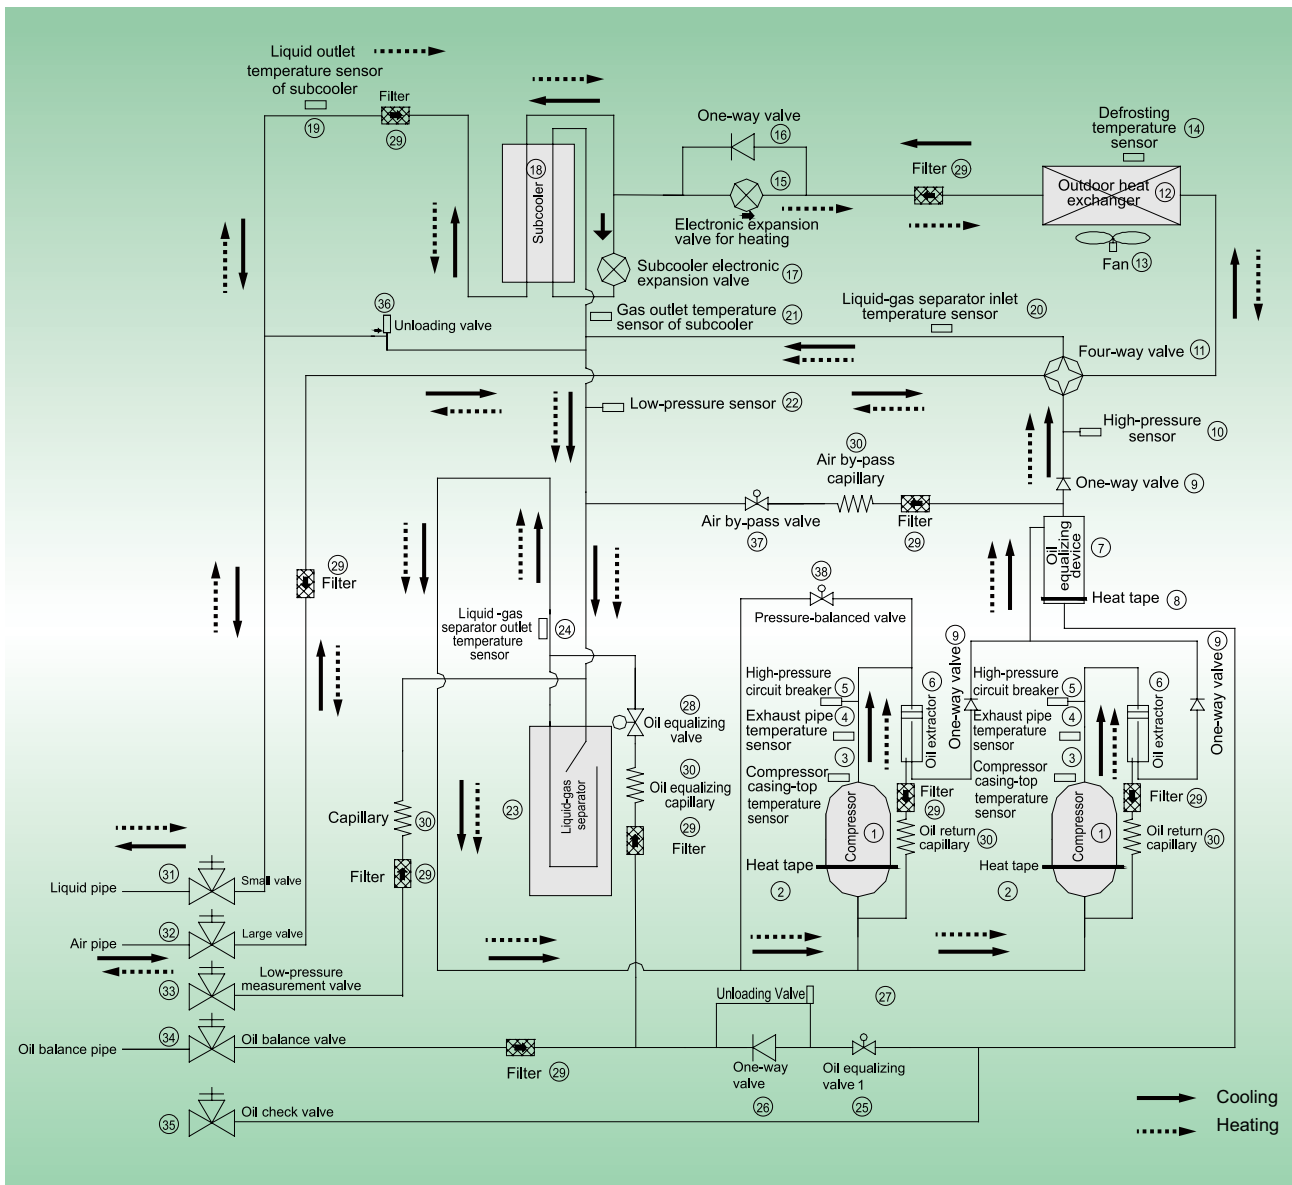 Liquid outlet
temperature sensor
of subcooler
19
Filter
29
One-way valve
16
Defrosting
temperature
sensor
14
18
Subcooler
15
Electronic expansion
valve for heating
Filter 29
Outdoor heat
exchanger
12
Fan 13
Subcooler electronic
expansion valve
17
36
Unloading valve
Gas outlet temperature
sensor of subcooler
21
Liquid-gas separator inlet
temperature sensor
20
Four-way valve 11
Low-pressure sensor 22
High-pressure
sensor
10
30
Air by-pass
capillary
One-way valve 9
Air by-pass valve
37
Filter
29
Oil
equalizing
device
7
Heat tape 8
29
Filter
38
Pressure-balanced valve
Liquid-gas
separator outlet
temperature
sensor
24
9
One-way valve
9
One-way valve
High-pressure
circuit breaker
5
6
Oil extractor
Exhaust pipe
temperature
sensor
4
3
Compressor
casing-top
temperature
sensor
High-pressure
circuit breaker
5
6
Oil extractor
Exhaust pipe
temperature
sensor
4
3
Compressor
casing-top
temperature
sensor
28
Oil equalizing
valve
30
Oil equalizing
capillary
29
Filter
23
Liquid-gas
separator
Capillary 30
Filter 29
Filter
29
Oil return
capillary
30
Compressor
1
Heat tape
2
Filter
29
Oil return
capillary
30
Compressor
1
Heat tape
2
31
Liquid pipe
Small valve
32
Air pipe
Large valve
33
Low-pressure
measurement valve
34
Oil balance pipe
Oil balance valve
Filter 29
Unloading Valve
27
One-way
valve
26
Oil equalizing
valve 1
25
35
Oil check valve
Cooling
Heating